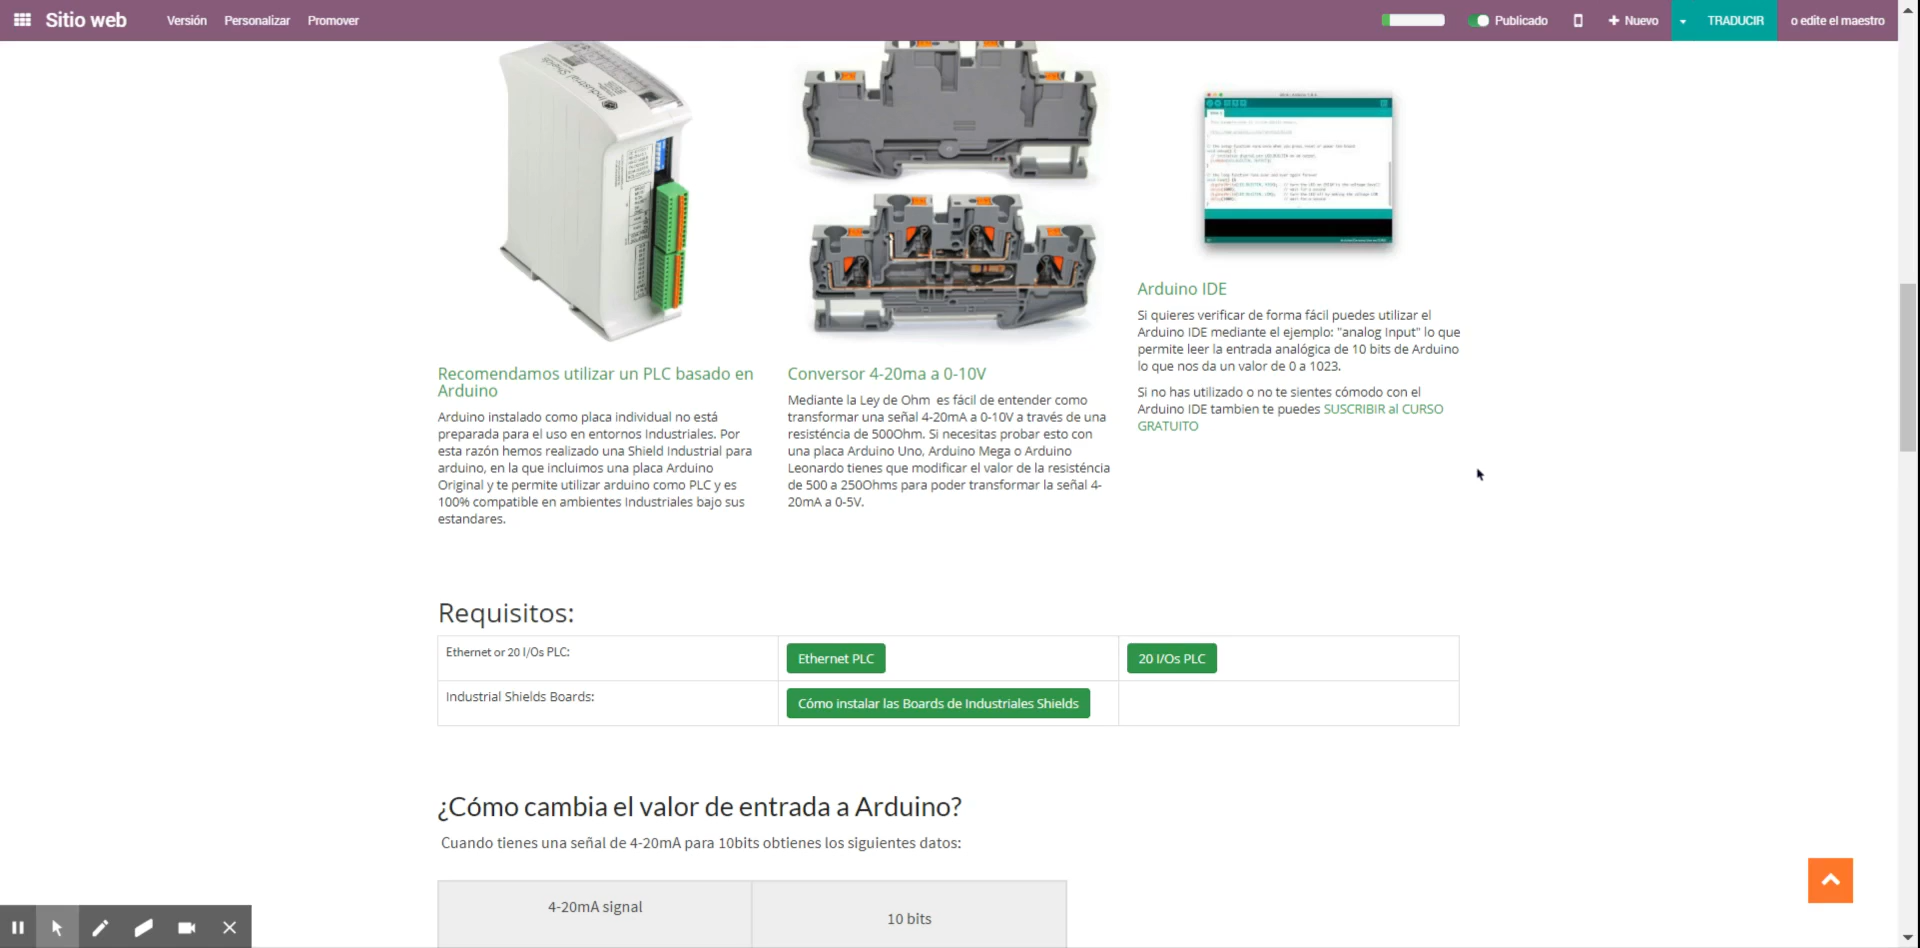 Sitio web
Versión
Personalizar
Promover
Publicado
Nuevo
TRADUCIR
o edite el maestro
Industrial Shields
Arduino IDE
Si quieres verificar de forma fácil puedes utilizar el
Arduino IDE mediante el ejemplo: "analog Input" lo que
permite leer la entrada analógica de 10 bits de Arduino
lo que nos da un valor de 0 a 1023.
Si no has utilizado o no te sientes cómodo con el
Arduino IDE tambien te puedes SUSCRIBIR al CURSO
GRATUITO
Recomendamos utilizar un PLC basado en
Arduino
Arduino instalado como placa individual no está
preparada para el uso en entornos Industriales. Por
esta razón hemos realizado una Shield Industrial para
arduino, en la que incluimos una placa Arduino
Original y te permite utilizar arduino como PLC y es
100% compatible en ambientes Industriales bajo sus
estandares.
Conversor 4-20ma a 0-10V
Mediante la Ley de Ohm es fácil de entender como
transformar una señal 4-20mA a 0-10V a través de una
resisténcia de 500Ohm. Si necesitas probar esto con
una placa Arduino Uno, Arduino Mega o Arduino
Leonardo tienes que modificar el valor de la resisténcia
de 500 a 250Ohms para poder transformar la señal 4-
20mA a 0-5V.
Requisitos:
Ethernet or 20 I/Os PLC:
Ethernet PLC
20 I/Os PLC
Industrial Shields Boards:
Cómo instalar las Boards de Industriales Shields
¿Cómo cambia el valor de entrada a Arduino?
Cuando tienes una señal de 4-20mA para 10bits obtienes los siguientes datos:
4-20mA signal
10 bits